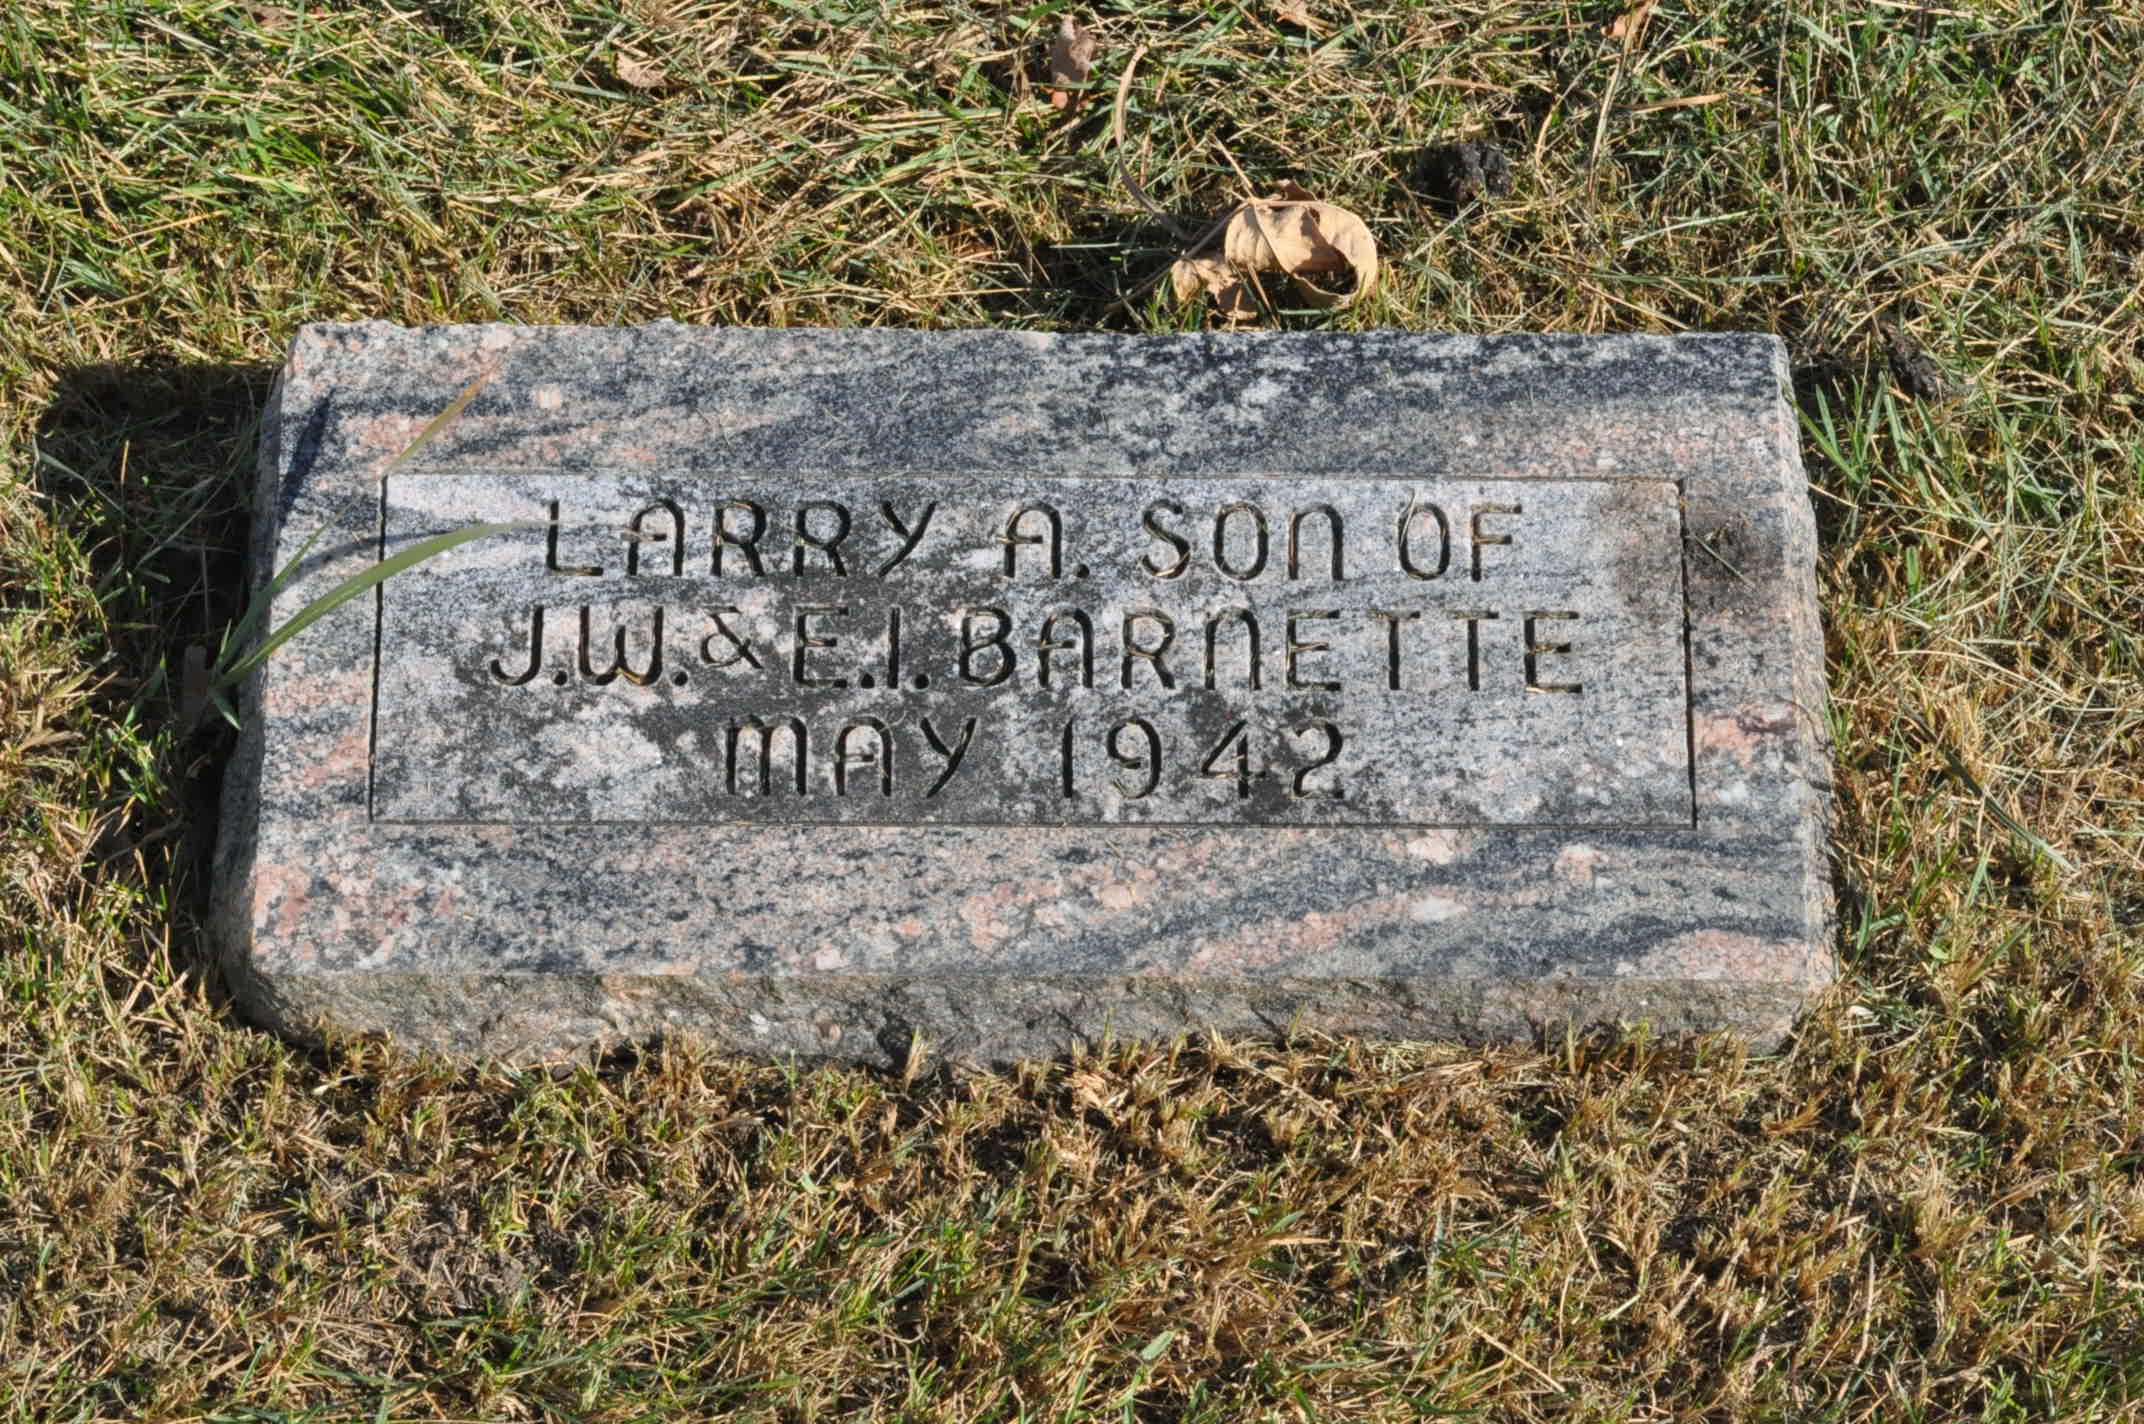 LARRY A. SON OF
J.W. & E.I. BARNETTE
MAY 1942